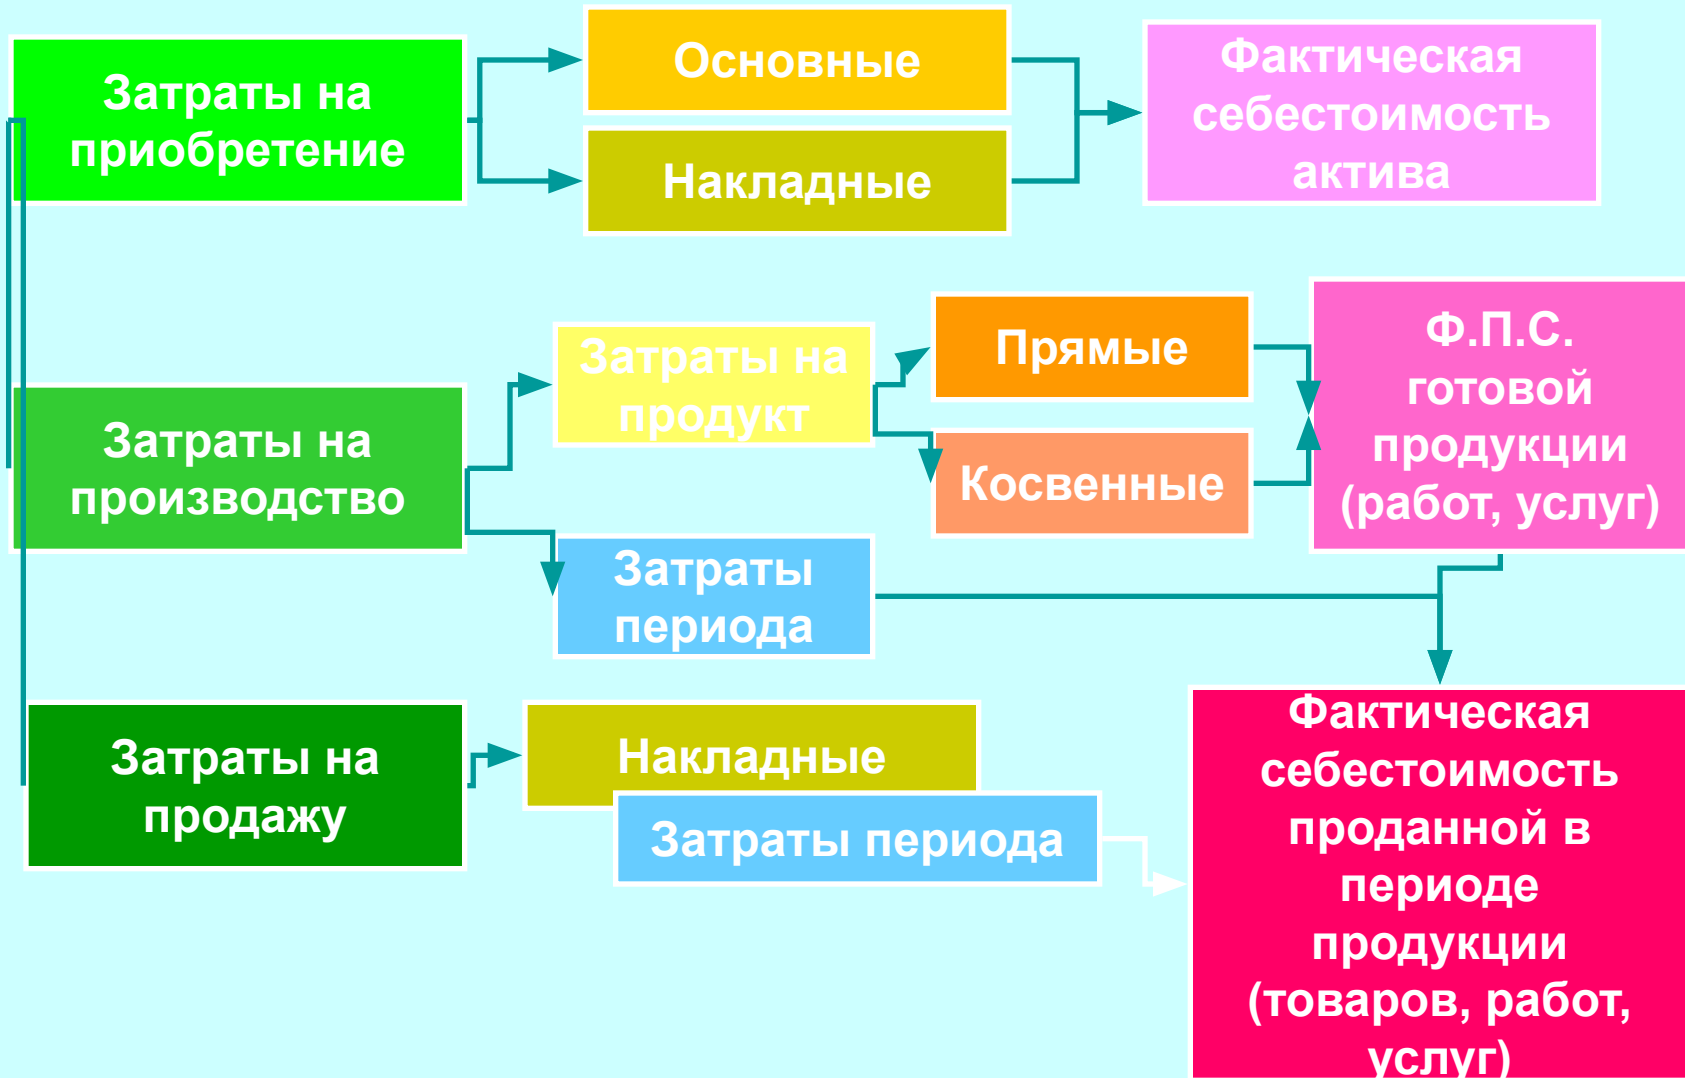 Затраты на
приобретение
Основные
Накладные
Фактическая
себестоимость
актива
Затраты на
производство
Затраты на
продукт
Прямые
Косвенные
Ф.П.С.
готовой
продукции
(работ, услуг)
Затраты
периода
Затраты на
продажу
Накладные
Затраты периода
Фактическая
себестоимость
проданной в
периоде
продукции
(товаров, работ,
услуг)